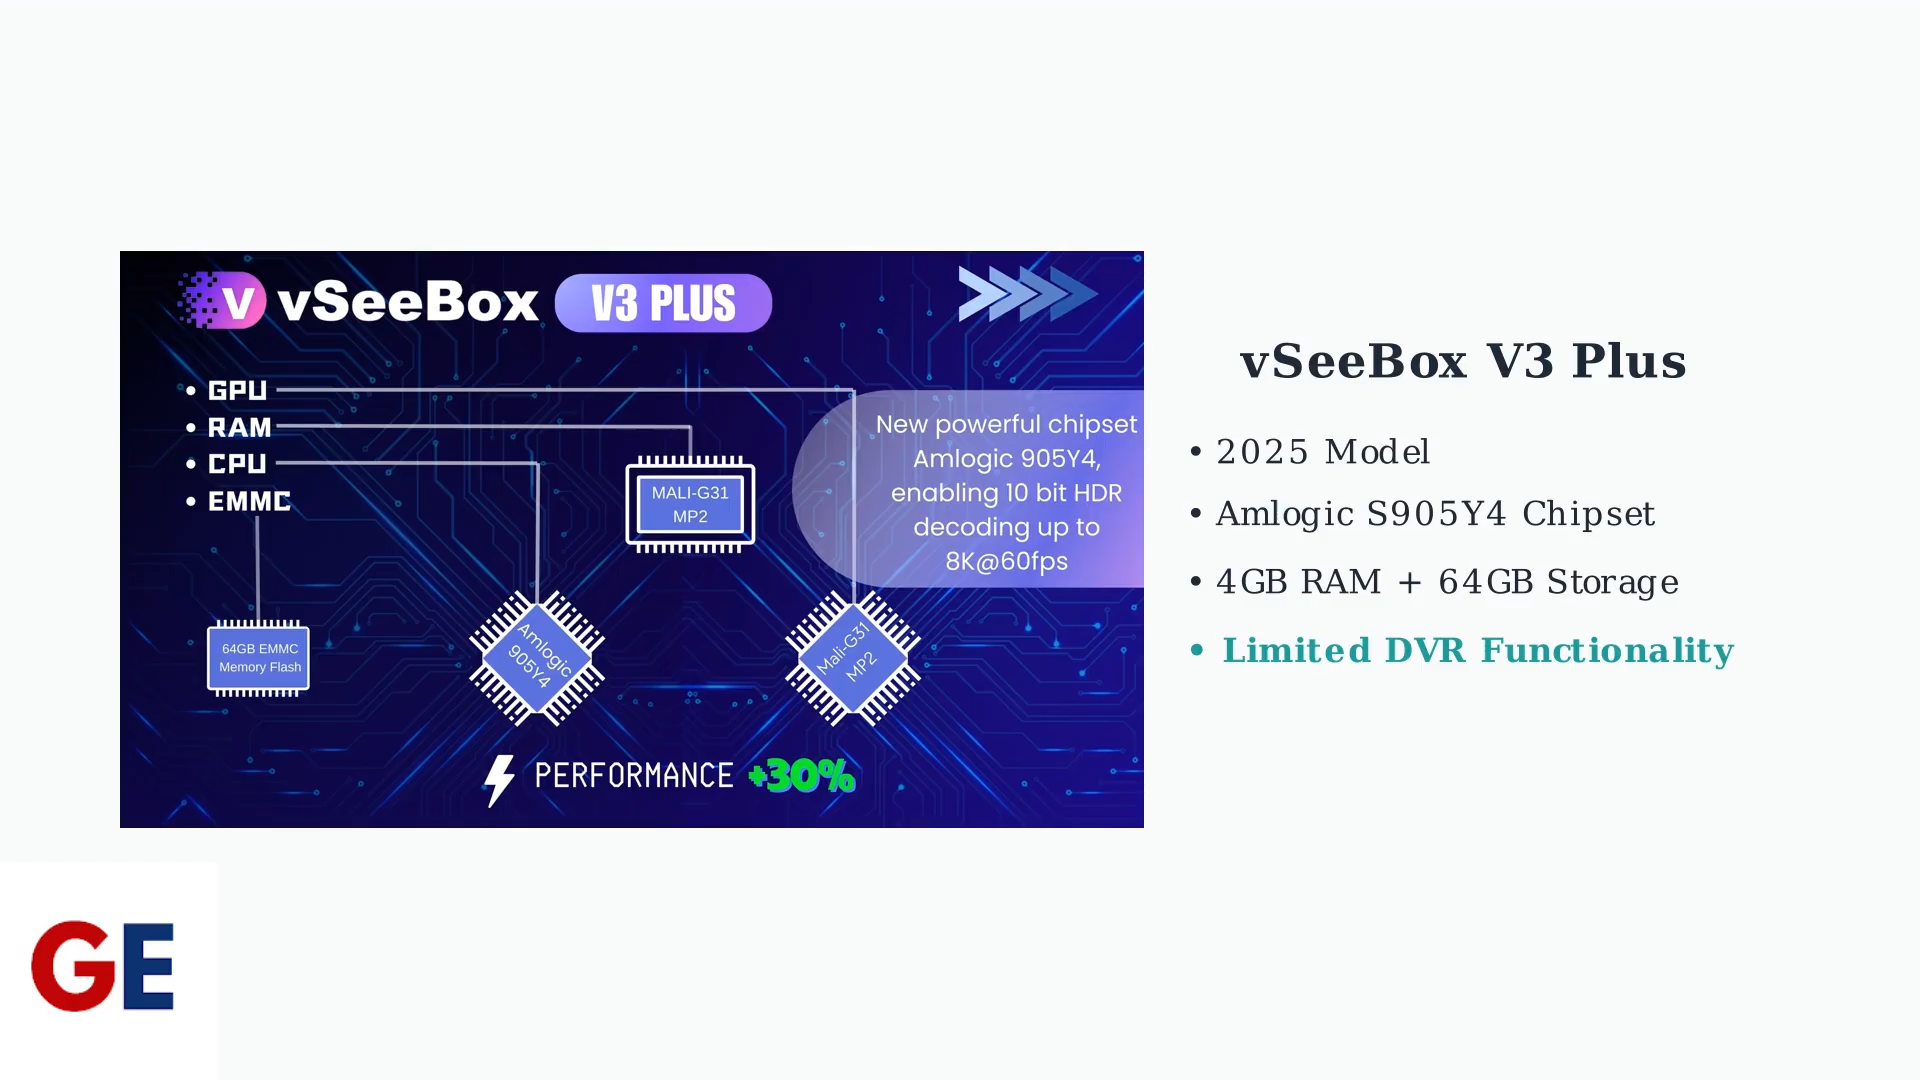 V vSeeBox V3 PLUS
• GPU
• RAM
• CPU
• EMMC
MALI-G31
MP2
New powerful chipset
Amlogic 905Y4,
enabling 10 bit HDR
decoding up to
8K@60fps
64GB EMMC
Memory Flash
Amlogic
905Y4
Mali-G31
MP2
PERFORMANCE +30%
vSeeBox V3 Plus
• 2025 Model
• Amlogic S905Y4 Chipset
• 4GB RAM + 64GB Storage
• Limited DVR Functionality
GE